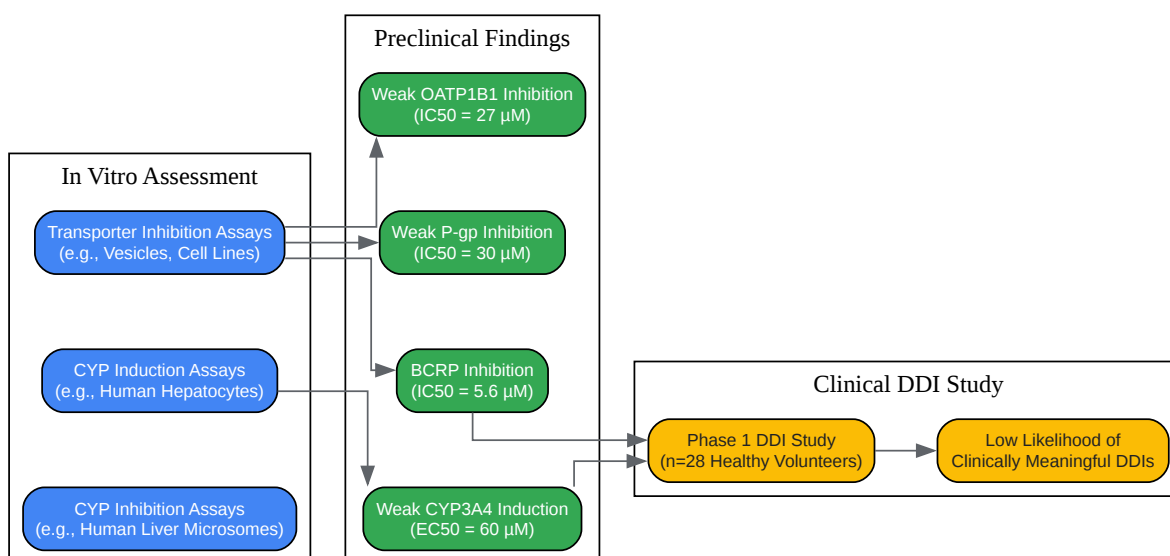 In Vitro Assessment
Transporter Inhibition Assays
(e.g., Vesicles, Cell Lines)
CYP Induction Assays
(e.g., Human Hepatocytes)
CYP Inhibition Assays
(e.g., Human Liver Microsomes)
Preclinical Findings
Weak OATP1B1 Inhibition
(IC50 = 27 µM)
Weak P-gp Inhibition
(IC50 = 30 µM)
BCRP Inhibition
(IC50 = 5.6 µM)
Weak CYP3A4 Induction
(EC50 = 60 µM)
Clinical DDI Study
Phase 1 DDI Study
(n=28 Healthy Volunteers)
Low Likelihood of
Clinically Meaningful DDIs